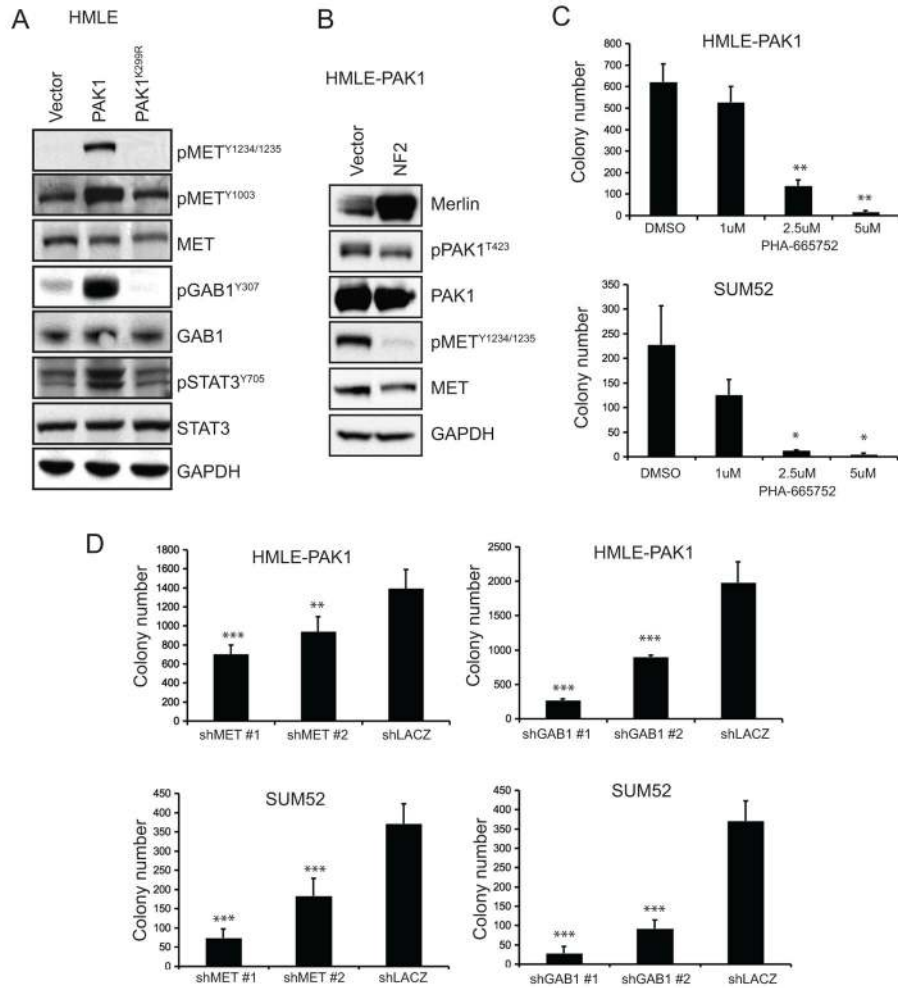 A
HMLE
Vector
PAK1
PAK1K299R
pMETY1234/1235
pMETY1003
MET
pGAB1Y307
GAB1
pSTAT3Y705
STAT3
GAPDH
B
HMLE-PAK1
Vector
NF2
Merlin
pPAK1T423
PAK1
pMETY1234/1235
MET
GAPDH
C
HMLE-PAK1
Colony number
800
700
600
500
400
300
200
100
0
**
**
DMSO 1uM 2.5uM 5uM
PHA-665752
SUM52
Colony number
350
300
250
200
150
100
50
0
*
*
DMSO 1uM 2.5uM 5uM
PHA-665752
D
HMLE-PAK1
Colony number
1800
1600
1400
1200
1000
800
600
400
200
0
***
**
shMET #1 shMET #2 shLACZ
HMLE-PAK1
Colony number
2500
2000
1500
1000
500
0
***
***
shGAB1 #1 shGAB1 #2 shLACZ
SUM52
Colony number
450
400
350
300
250
200
150
100
50
0
***
***
shMET #1 shMET #2 shLACZ
SUM52
Colony number
450
400
350
300
250
200
150
100
50
0
***
***
shGAB1 #1 shGAB1 #2 shLACZ